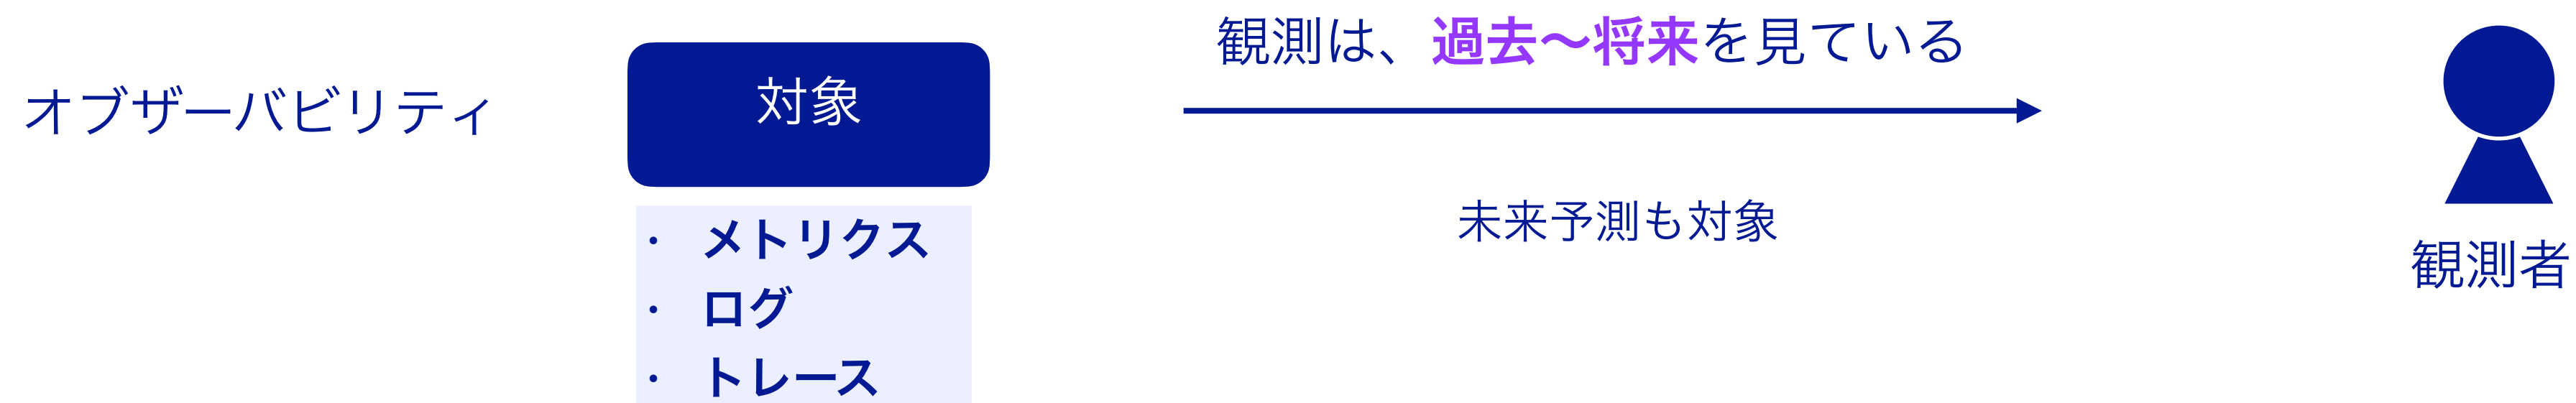 オブザーバビリティ
対象
・ メトリクス
・ ログ
・ トレース
観測は、過去～将来を見ている
未来予測も対象
観測者